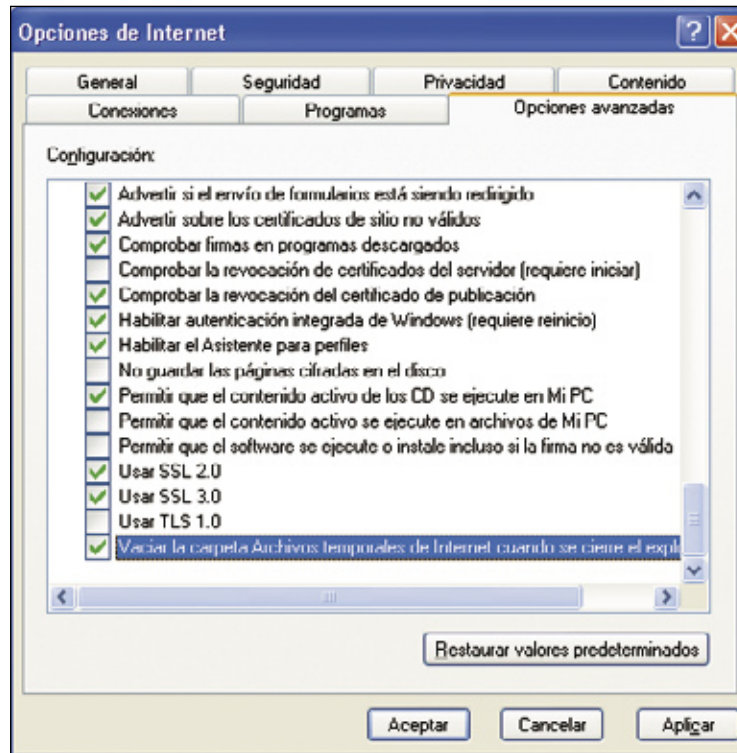 Opciones de Internet
General Seguridad Privacidad Contenido
Conexiones Programas Opciones avanzadas
Configuración:
Advertir si el envío de formularios está siendo redirigido
Advertir sobre los certificados de sitio no válidos
Comprobar firmas en programas descargados
Comprobar la revocación de certificados del servidor (requiere iniciar)
Comprobar la revocación del certificado de publicación
Habilitar autenticación integrada de Windows (requiere reinicio)
Habilitar el Asistente para perfiles
No guardar las páginas cifradas en el disco
Permitir que el contenido activo de los CD se ejecute en Mi PC
Permitir que el contenido activo se ejecute en archivos de Mi PC
Permitir que el software se ejecute o instale incluso si la firma no es válida
Usar SSL 2.0
Usar SSL 3.0
Usar TLS 1.0
Vaciar la carpeta Archivos temporales de Internet cuando se cierre el expl
Restaurar valores predeterminados
Aceptar Cancelar Aplicar